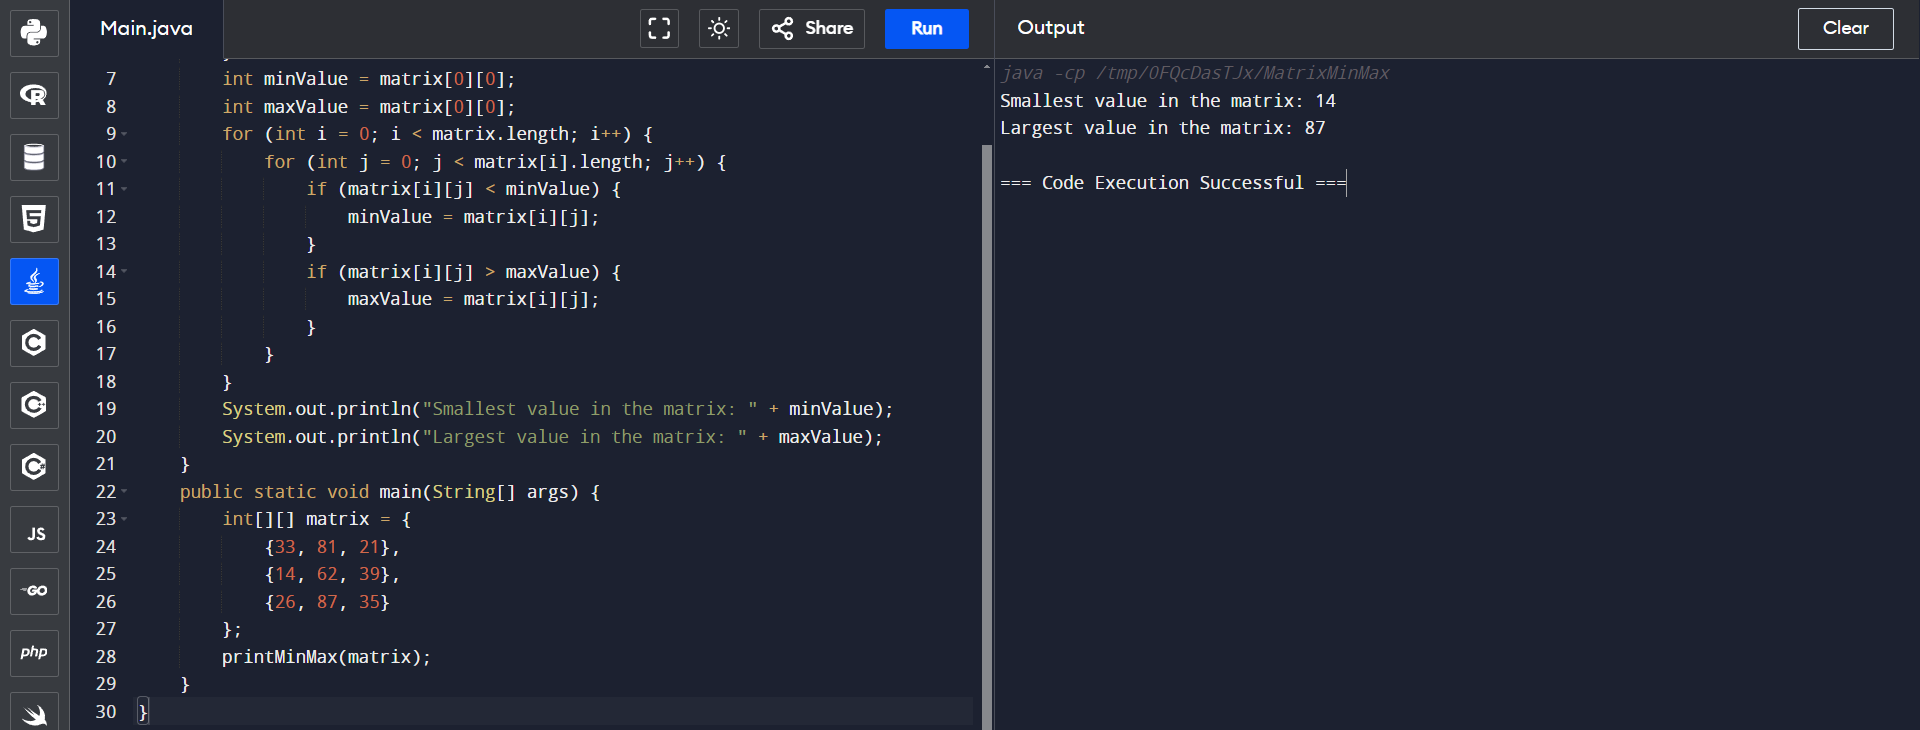 Main.java
Share
Run
Output
Clear
7 int minValue = matrix[0][0];
8 int maxValue = matrix[0][0];
9 for (int i = 0; i < matrix.length; i++) {
10 for (int j = 0; j < matrix[i].length; j++) {
11 if (matrix[i][j] < minValue) {
12 minValue = matrix[i][j];
13 }
14 if (matrix[i][j] > maxValue) {
15 maxValue = matrix[i][j];
16 }
17 }
18 }
19 System.out.println("Smallest value in the matrix: " + minValue);
20 System.out.println("Largest value in the matrix: " + maxValue);
21 }
22 public static void main(String[] args) {
23 int[][] matrix = {
24 {33, 81, 21},
25 {14, 62, 39},
26 {26, 87, 35}
27 };
28 printMinMax(matrix);
29 }
30 }
java -cp /tmp/0FQcDasTJx/MatrixMinMax
Smallest value in the matrix: 14
Largest value in the matrix: 87
=== Code Execution Successful ===
R
5
C
C++
C#
JS
GO
php